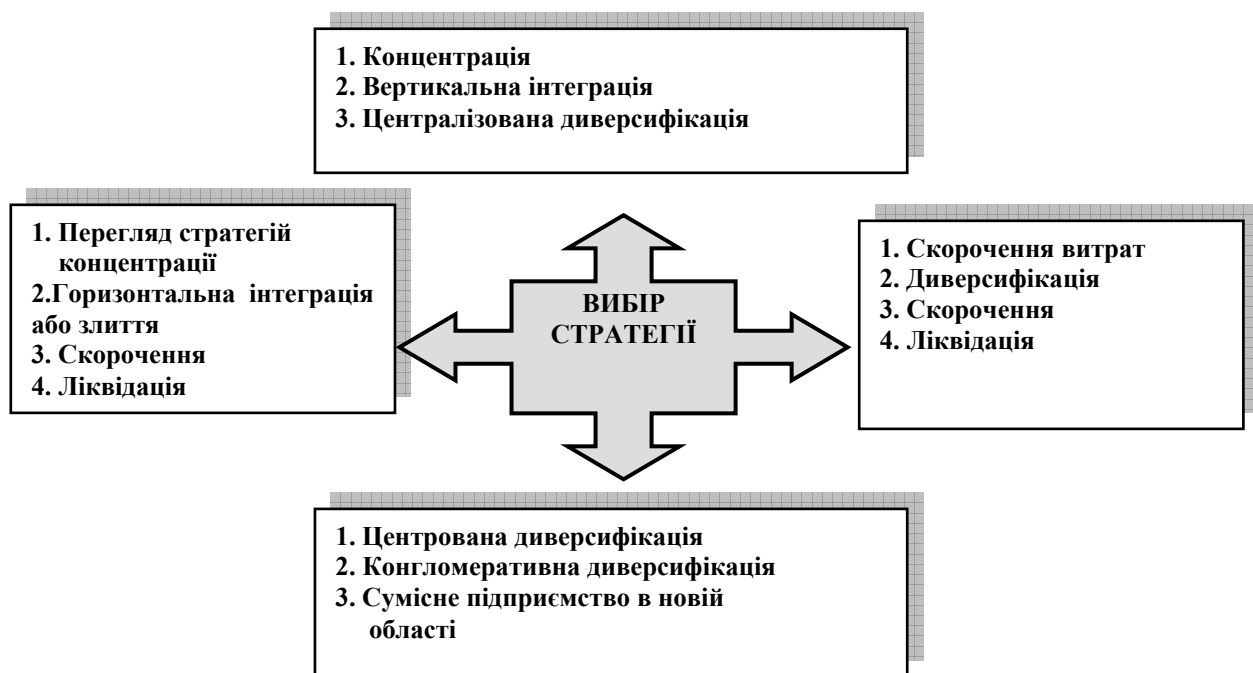 1. Концентрація
2. Вертикальна інтеграція
3. Централізована диверсифікація
1. Перегляд стратегій
концентрації
2.Горизонтальна інтеграція
або злиття
3. Скорочення
4. Ліквідація
ВИБІР
СТРАТЕГІЇ
1. Скорочення витрат
2. Диверсифікація
3. Скорочення
4. Ліквідація
1. Центрована диверсифікація
2. Конгломеративна диверсифікація
3. Сумісне підприємство в новій
області